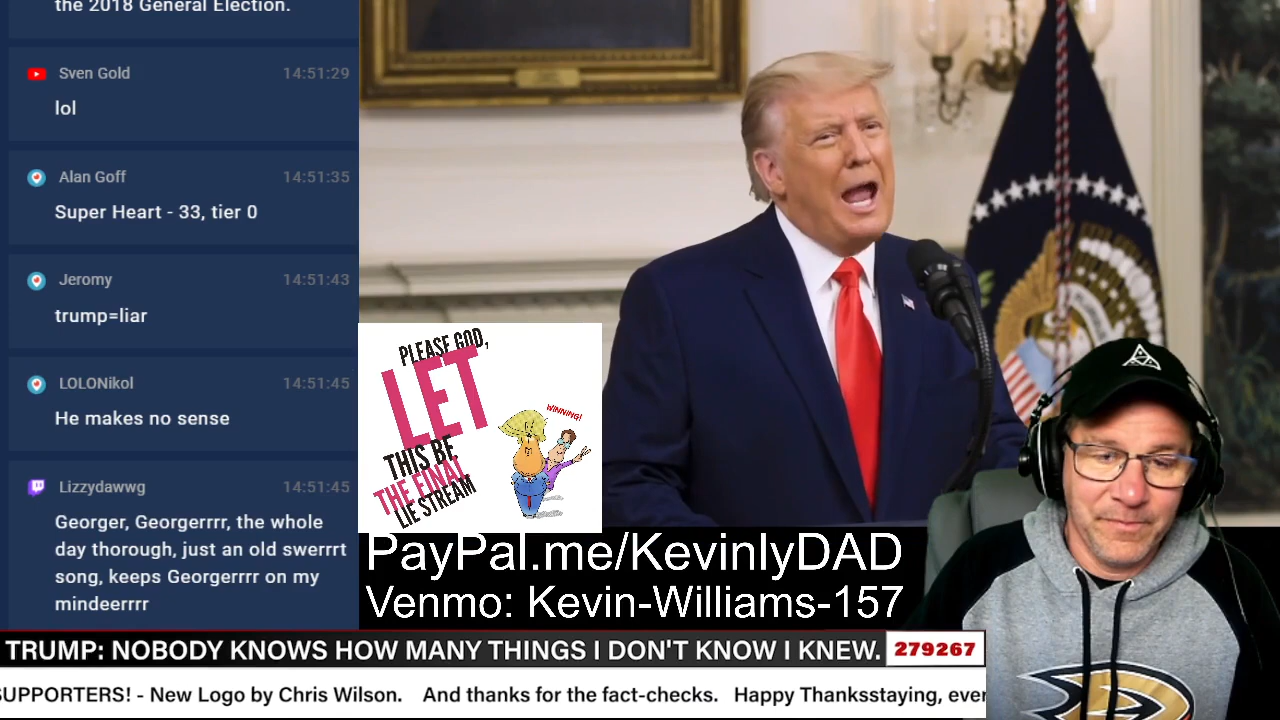 the 2018 General Election.
Sven Gold 14:51:29
lol
Alan Goff 14:51:35
Super Heart - 33, tier 0
Jeromy 14:51:43
trump=liar
LOLONikol 14:51:45
He makes no sense
Lizzydawwg 14:51:45
Georger, Georgerrrr, the whole
day thorough, just an old swerrrt
song, keeps Georgerrrr on my
mindeerrrr
PLEASE GOD,
LET
THIS BE
THE FINAL
LIE STREAM
WINNING!
PayPal.me/KevinlyDAD
Venmo: Kevin-Williams-157
TRUMP: NOBODY KNOWS HOW MANY THINGS I DON'T KNOW I KNEW. 279267
SUPPORTERS! - New Logo by Chris Wilson. And thanks for the fact-checks. Happy Thanksstaying, ever